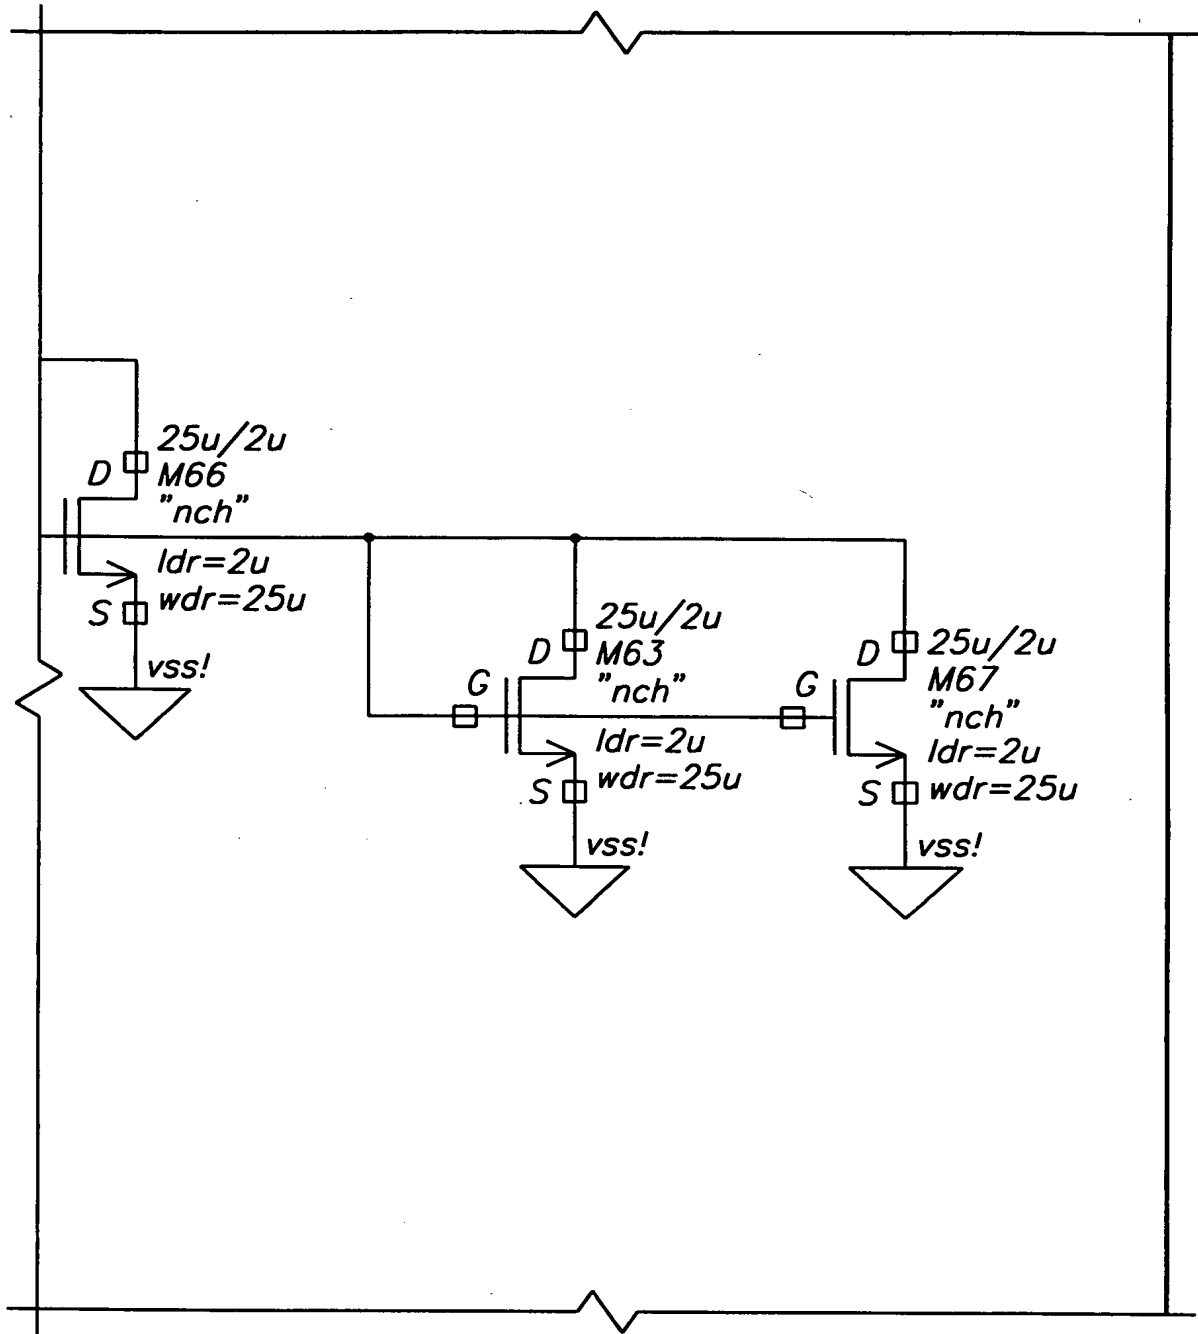 25u/2u
D
M66
"nch"
ldr=2u
wdr=25u
S
vss!
25u/2u
D
M63
G
"nch"
ldr=2u
wdr=25u
S
vss!
25u/2u
D
M67
G
"nch"
ldr=2u
wdr=25u
S
vss!